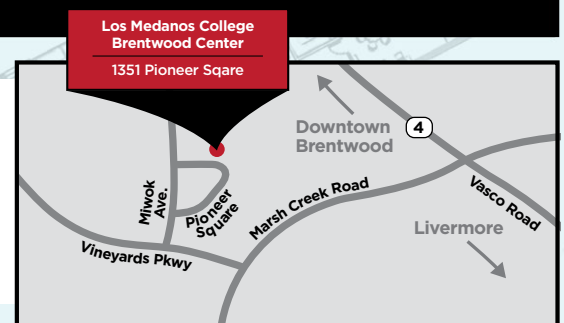 Los Medanos College
Brentwood Center
1351 Pioneer Sqare
Downtown
Brentwood
4
Miwok
Ave.
Pioneer
Square
Marsh Creek Road
Vasco Road
Livermore
Vineyards Pkwy